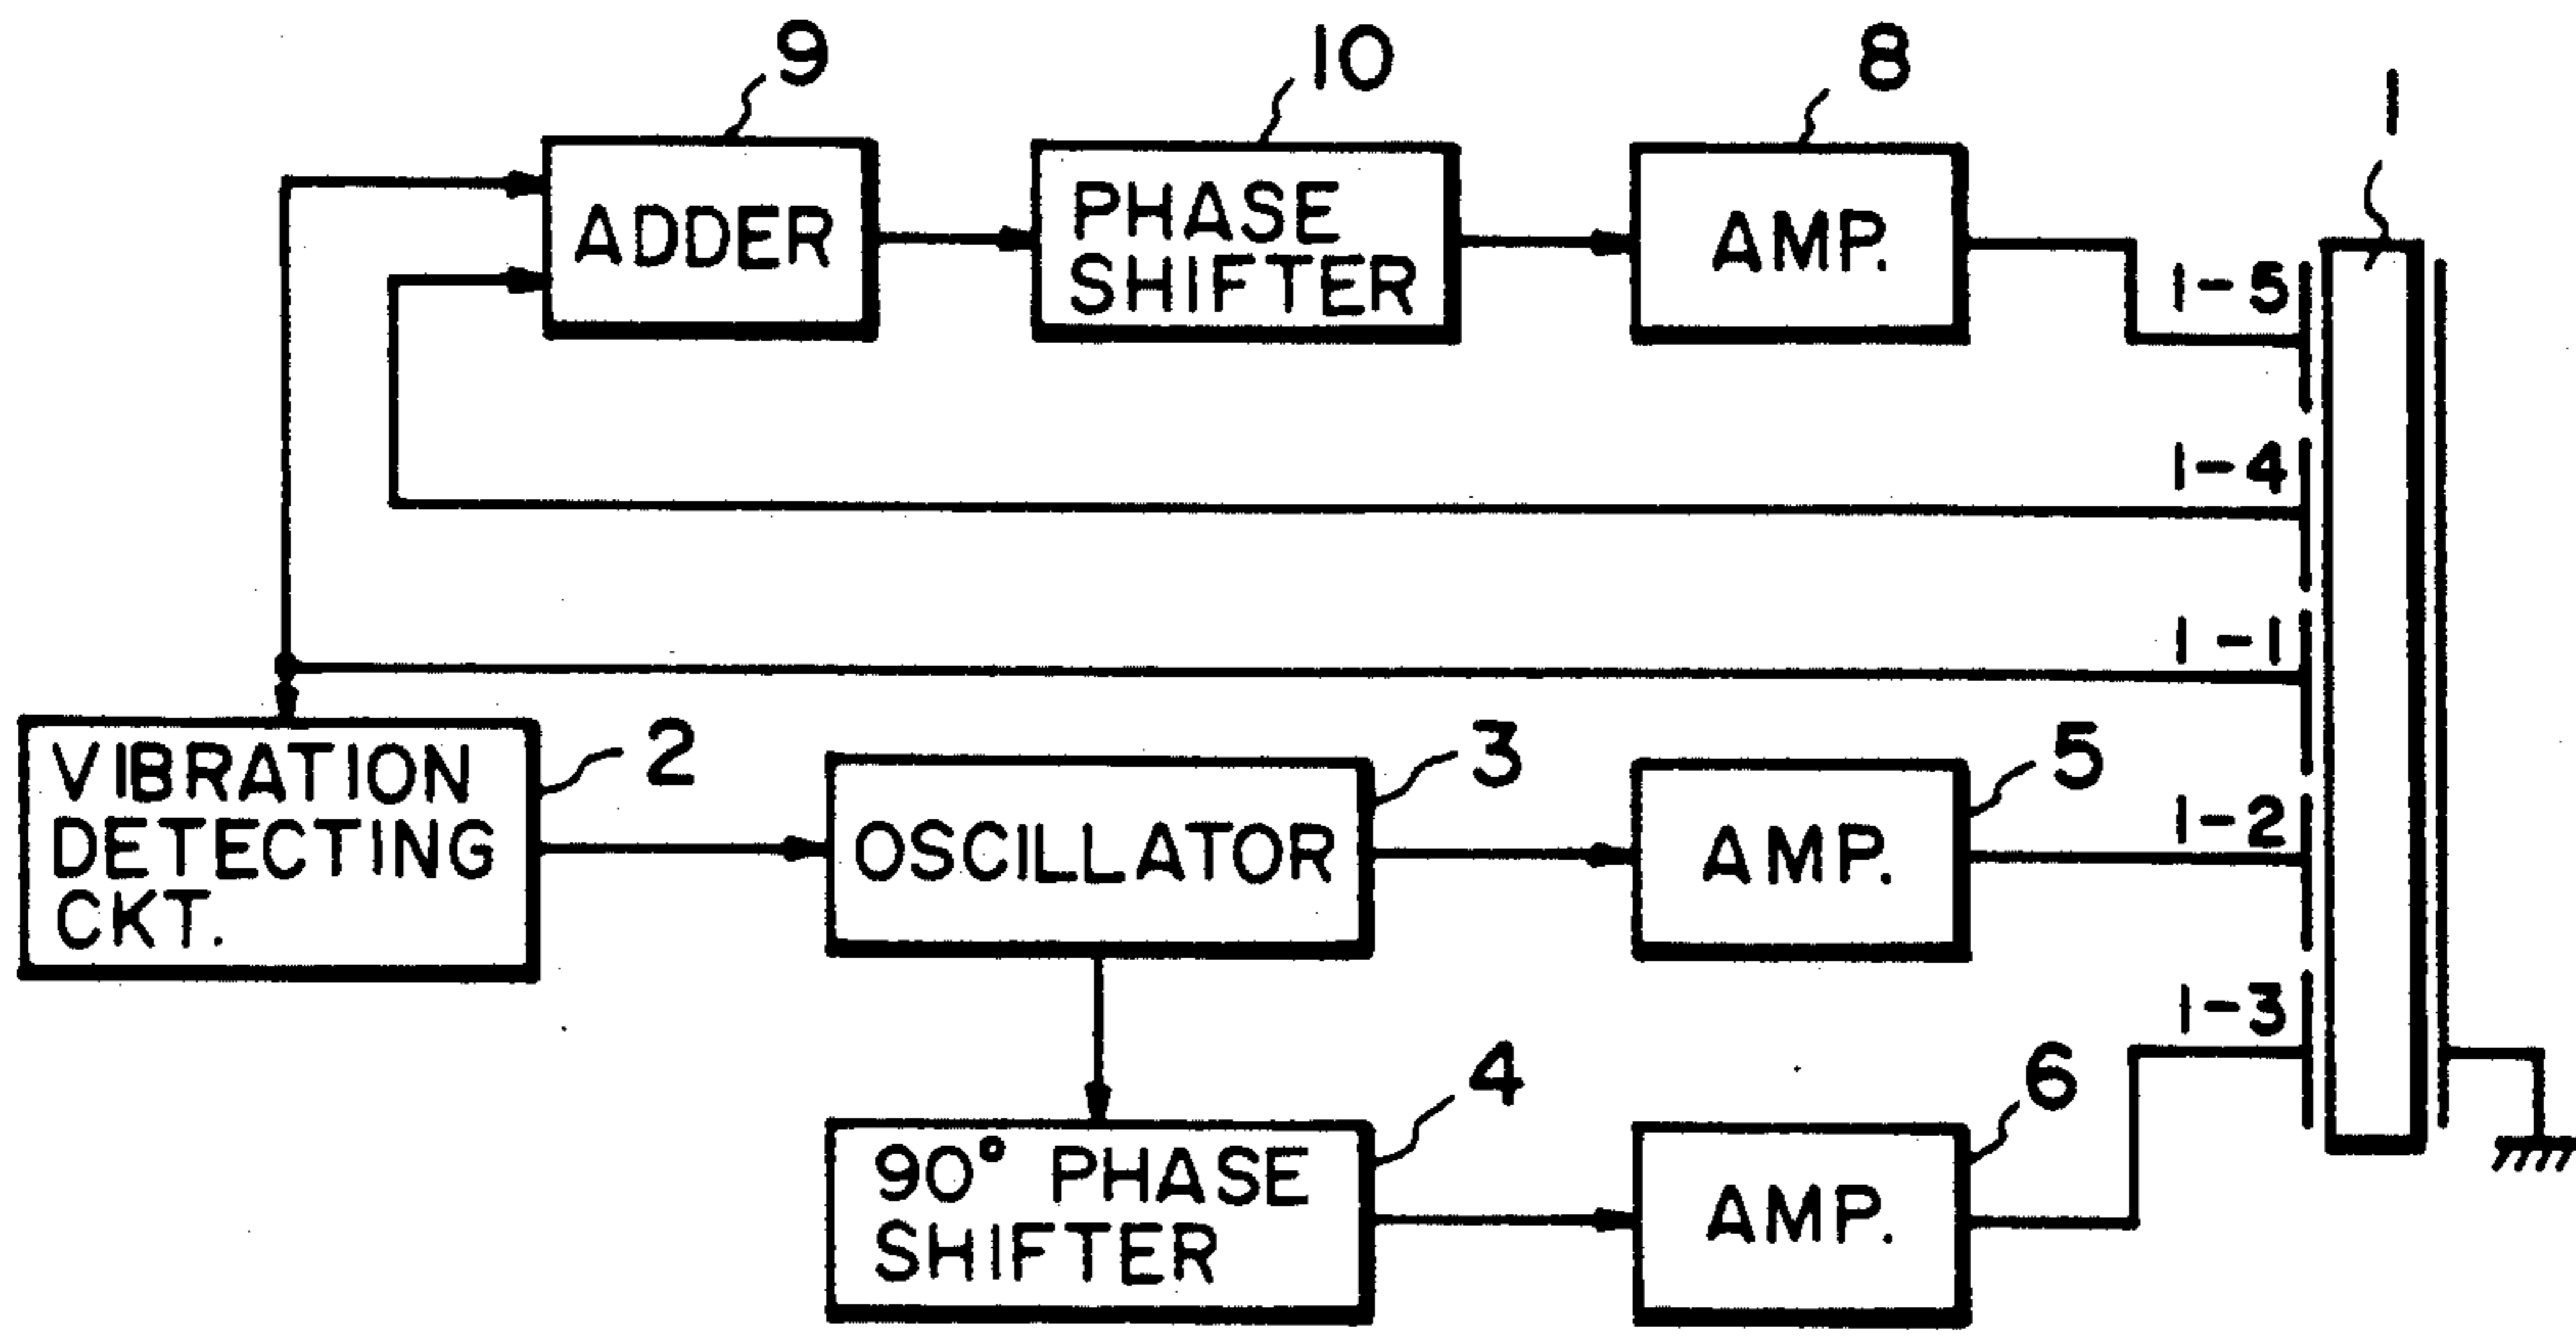 9
10
8
1
ADDER
PHASE
SHIFTER
AMP.
1-5
1-4
1-1
VIBRATION
DETECTING
CKT.
2
OSCILLATOR
3
AMP.
5
1-2
1-3
90° PHASE
SHIFTER
4
AMP.
6